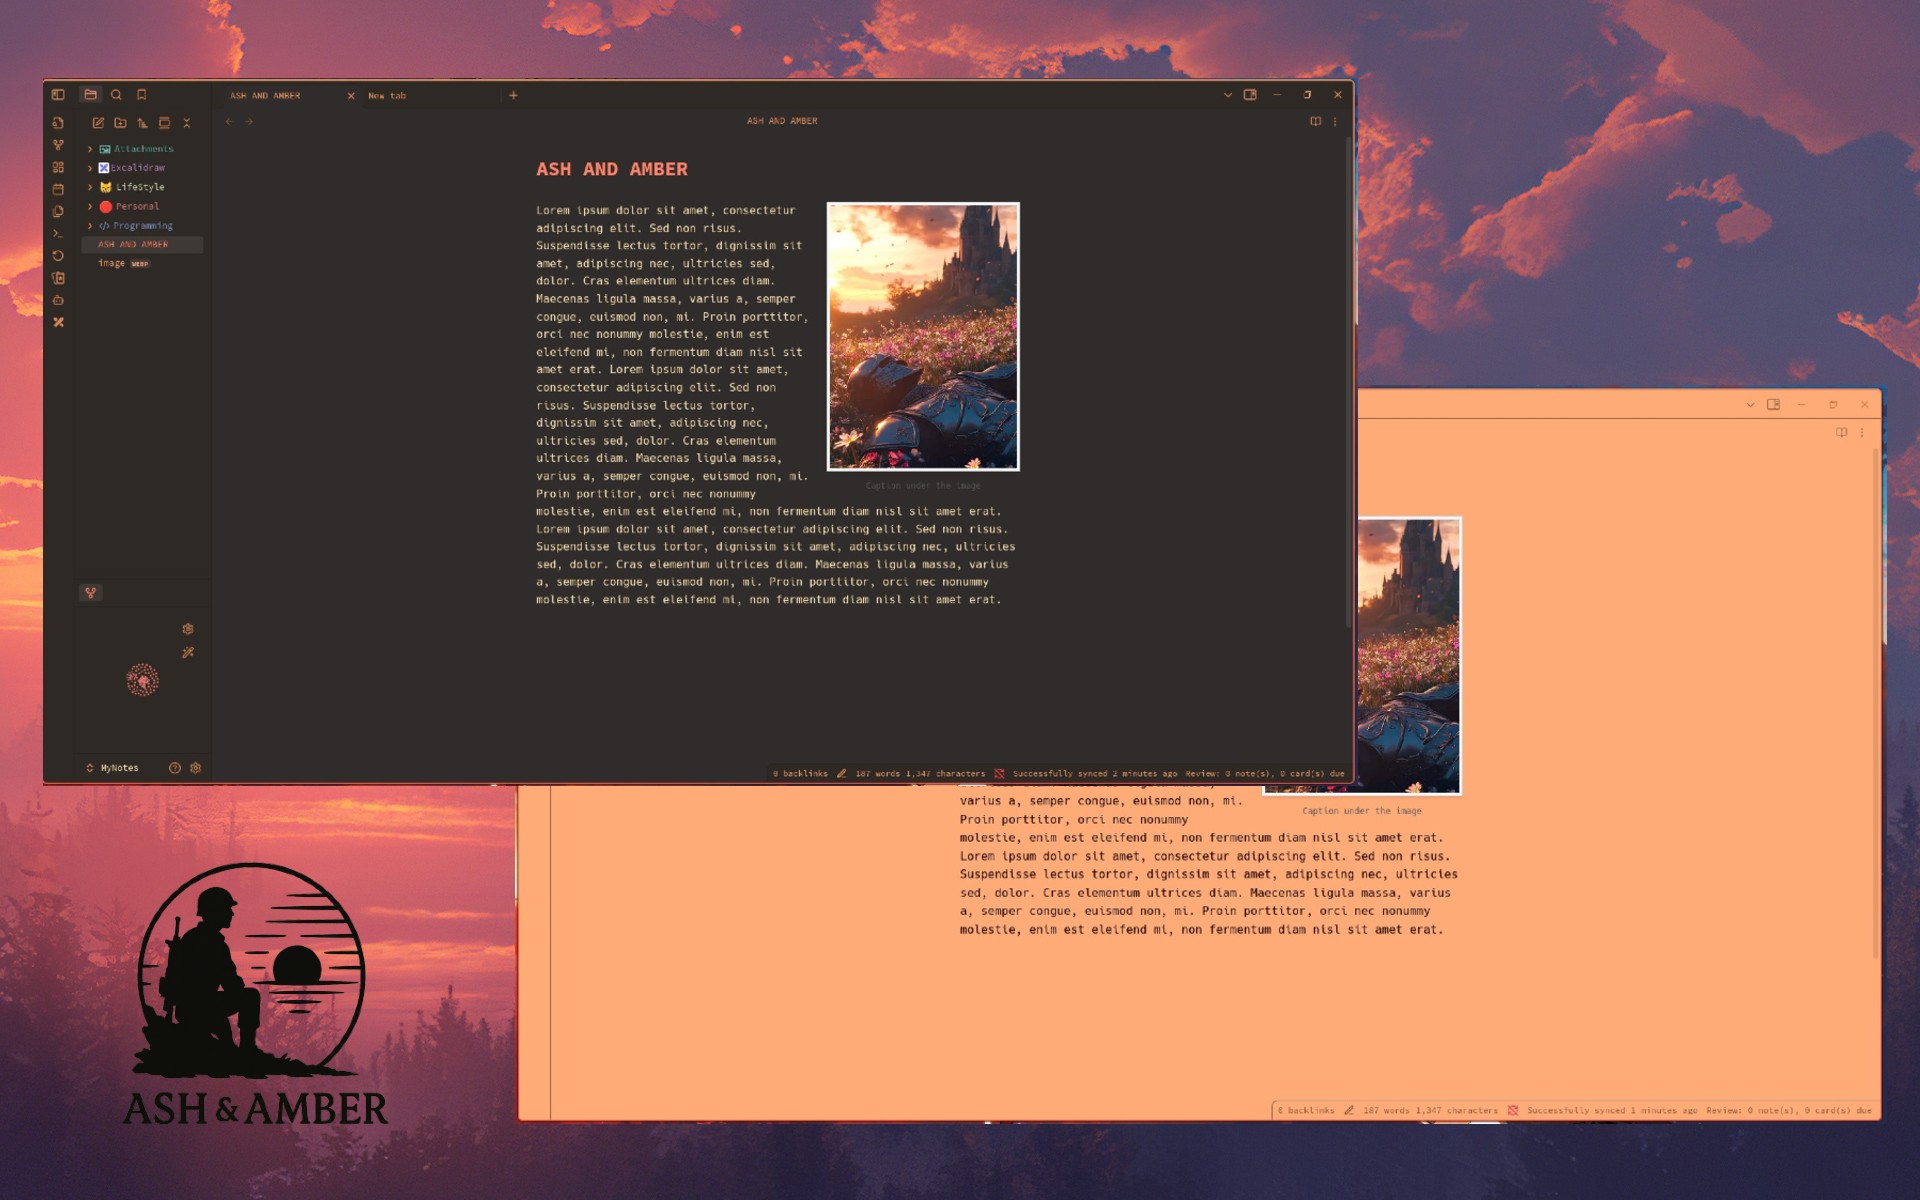 ASH AND AMBER
New tab
ASH AND AMBER
Attachments
Excalidraw
LifeStyle
Personal
Programming
ASH AND AMBER
image WEBP
MyNotes
ASH AND AMBER
Lorem ipsum dolor sit amet, consectetur
adipiscing elit. Sed non risus.
Suspendisse lectus tortor, dignissim sit
amet, adipiscing nec, ultricies sed,
dolor. Cras elementum ultrices diam.
Maecenas ligula massa, varius a, semper
congue, euismod non, mi. Proin porttitor,
orci nec nonummy molestie, enim est
eleifend mi, non fermentum diam nisl sit
amet erat. Lorem ipsum dolor sit amet,
consectetur adipiscing elit. Sed non
risus. Suspendisse lectus tortor,
dignissim sit amet, adipiscing nec,
ultricies sed, dolor. Cras elementum
ultrices diam. Maecenas ligula massa,
varius a, semper congue, euismod non, mi.
Proin porttitor, orci nec nonummy
molestie, enim est eleifend mi, non fermentum diam nisl sit amet erat.
Lorem ipsum dolor sit amet, consectetur adipiscing elit. Sed non risus.
Suspendisse lectus tortor, dignissim sit amet, adipiscing nec, ultricies
sed, dolor. Cras elementum ultrices diam. Maecenas ligula massa, varius
a, semper congue, euismod non, mi. Proin porttitor, orci nec nonummy
molestie, enim est eleifend mi, non fermentum diam nisl sit amet erat.
Caption under the image
0 backlinks 187 words 1,347 characters Successfully synced 2 minutes ago Review: 0 note(s), 0 card(s) due
varius a, semper congue, euismod non, mi.
Proin porttitor, orci nec nonummy
molestie, enim est eleifend mi, non fermentum diam nisl sit amet erat.
Lorem ipsum dolor sit amet, consectetur adipiscing elit. Sed non risus.
Suspendisse lectus tortor, dignissim sit amet, adipiscing nec, ultricies
sed, dolor. Cras elementum ultrices diam. Maecenas ligula massa, varius
a, semper congue, euismod non, mi. Proin porttitor, orci nec nonummy
molestie, enim est eleifend mi, non fermentum diam nisl sit amet erat.
Caption under the image
0 backlinks 187 words 1,347 characters Successfully synced 1 minutes ago Review: 0 note(s), 0 card(s) due
ASH & AMBER